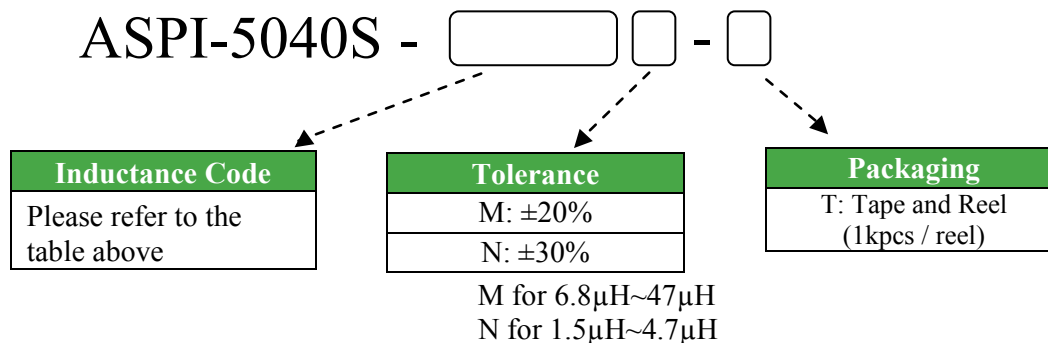 ASPI-5040S - -
Inductance Code
Please refer to the
table above
Tolerance
M: ±20%
N: ±30%
M for 6.8µH~47µH
N for 1.5µH~4.7µH
Packaging
T: Tape and Reel
(1kpcs / reel)